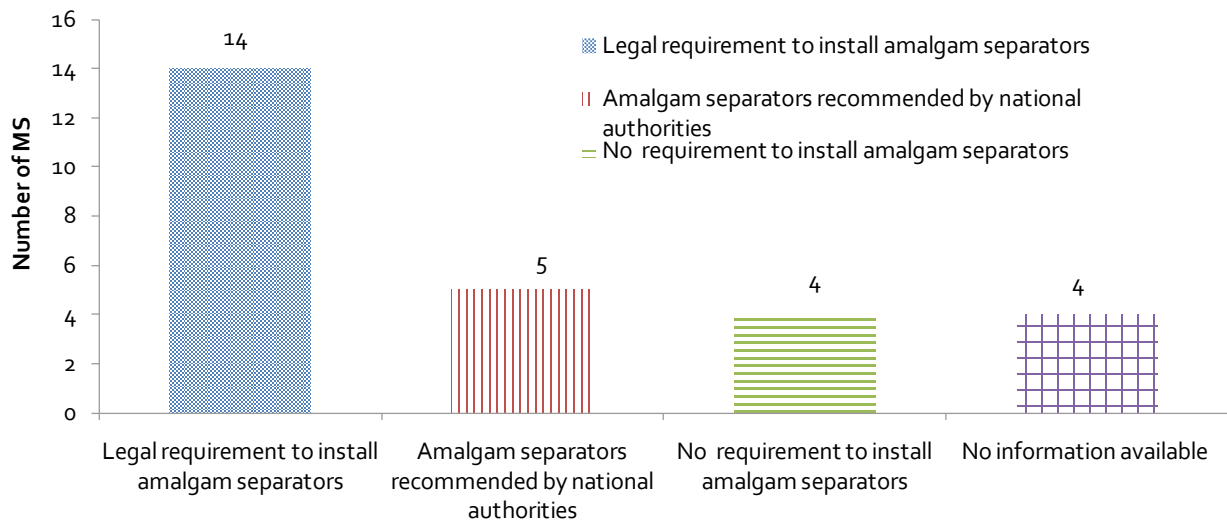 16
14
12
10
8
6
4
2
0
Number of MS
14
5
4
4
Legal requirement to install amalgam separators
Amalgam separators recommended by national
authorities
No requirement to install amalgam separators
Legal requirement to install
amalgam separators
Amalgam separators
recommended by national
authorities
No requirement to install
amalgam separators
No information available